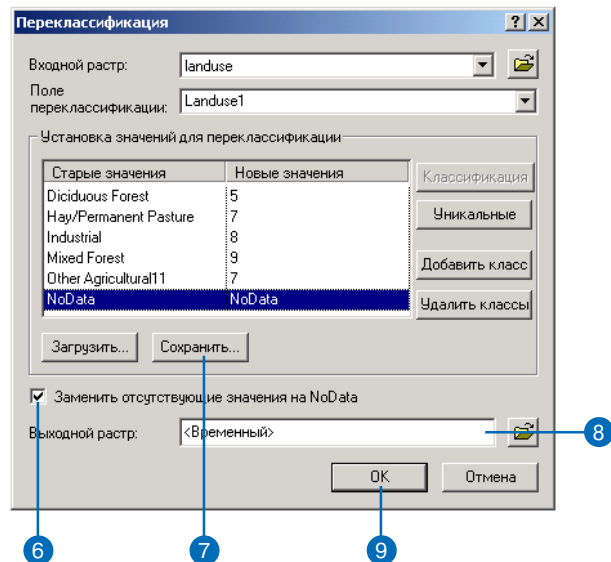 Переклассификация
Входной растр: landuse
Поле
переклассификации: Landuse1
Установка значений для переклассификации
Старые значения Новые значения
Diciduous Forest 5
Hay/Permanent Pasture 7
Industrial 8
Mixed Forest 9
Other Agricultural11 7
NoData NoData
Классификация
Уникальные
Добавить класс
Удалить классы
Загрузить... Сохранить...
Заменить отсутствующие значения на NoData
Выходной растр: <Временный>
8
OK Отмена
6 7 9